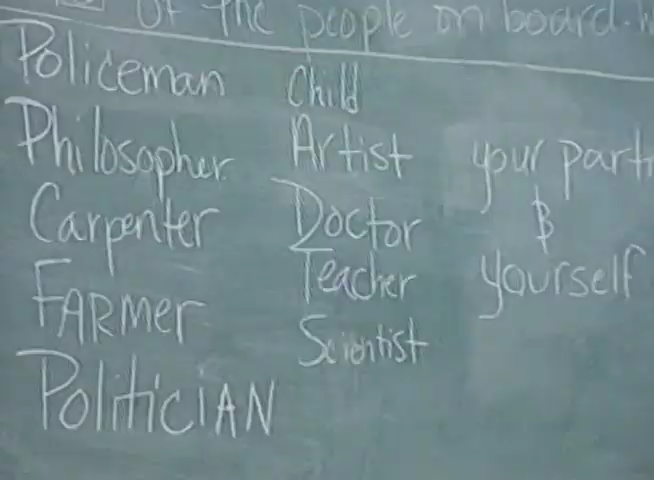 of the people on board.
Policeman
Philosopher
Carpenter
FARMER
PoliticiAN
Child
Artist
Doctor
Teacher
Scientist
your part
&
yourself